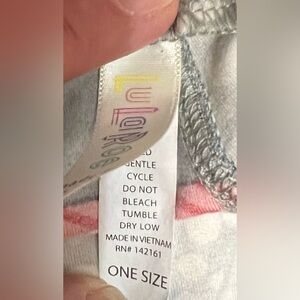 LuLaRoe
GENTLE
CYCLE
DO NOT
BLEACH
TUMBLE
DRY LOW
MADE IN VIETNAM
RN# 142161
ONE SIZE